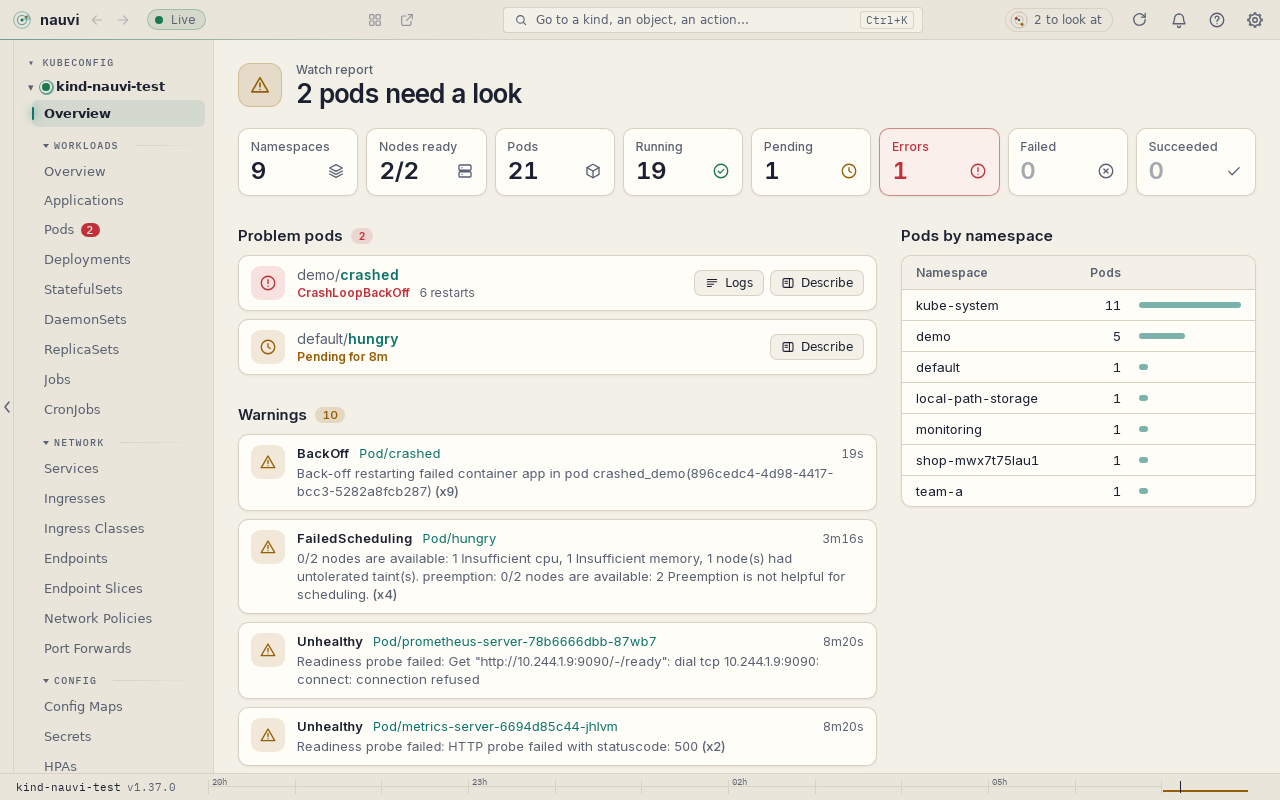 nauvi
Live
Go to a kind, an object, an action...
Ctrl+K
2 to look at
KUBECONFIG
kind-nauvi-test
Overview
WORKLOADS
Overview
Applications
Pods 2
Deployments
StatefulSets
DaemonSets
ReplicaSets
Jobs
CronJobs
NETWORK
Services
Ingresses
Ingress Classes
Endpoints
Endpoint Slices
Network Policies
Port Forwards
CONFIG
Config Maps
Secrets
HPAs
Watch report
2 pods need a look
Namespaces
9
Nodes ready
2/2
Pods
21
Running
19
Pending
1
Errors
1
Failed
0
Succeeded
0
Problem pods 2
demo/crashed
CrashLoopBackOff 6 restarts
Logs
Describe
default/hungry
Pending for 8m
Describe
Warnings 10
BackOff Pod/crashed 19s
Back-off restarting failed container app in pod crashed_demo(896cedc4-4d98-4417-
bcc3-5282a8fcb287) (x9)
FailedScheduling Pod/hungry 3m16s
0/2 nodes are available: 1 Insufficient cpu, 1 Insufficient memory, 1 node(s) had
untolerated taint(s). preemption: 0/2 nodes are available: 2 Preemption is not helpful for
scheduling. (x4)
Unhealthy Pod/prometheus-server-78b6666dbb-87wb7 8m20s
Readiness probe failed: Get "http://10.244.1.9:9090/-/ready": dial tcp 10.244.1.9:9090:
connect: connection refused
Unhealthy Pod/metrics-server-6694d85c44-jhlvm 8m20s
Readiness probe failed: HTTP probe failed with statuscode: 500 (x2)
Pods by namespace
Namespace Pods
kube-system 11
demo 5
default 1
local-path-storage 1
monitoring 1
shop-mwx7t75lau1 1
team-a 1
kind-nauvi-test v1.37.0
20h
23h
02h
05h